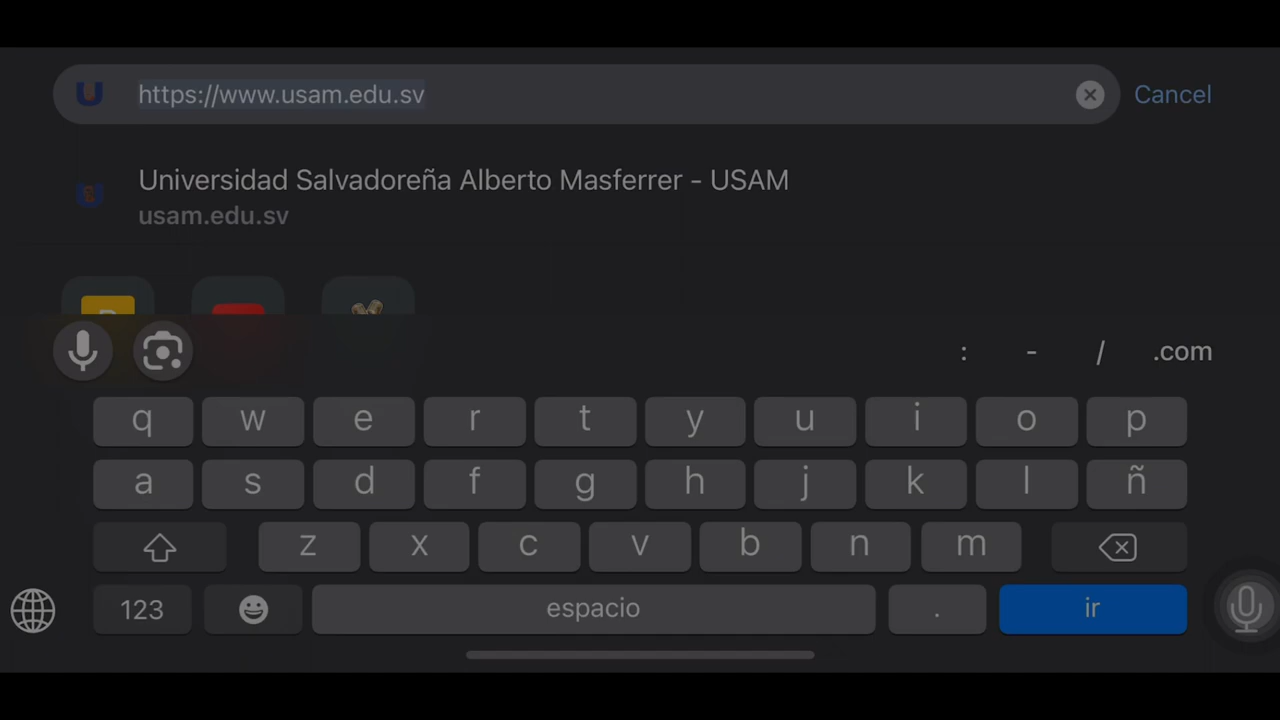 https://www.usam.edu.sv
Cancel
Universidad Salvadoreña Alberto Masferrer - USAM
usam.edu.sv
: - / .com
q w e r t y u i o p
a s d f g h j k l ñ
z x c v b n m
123 espacio . ir